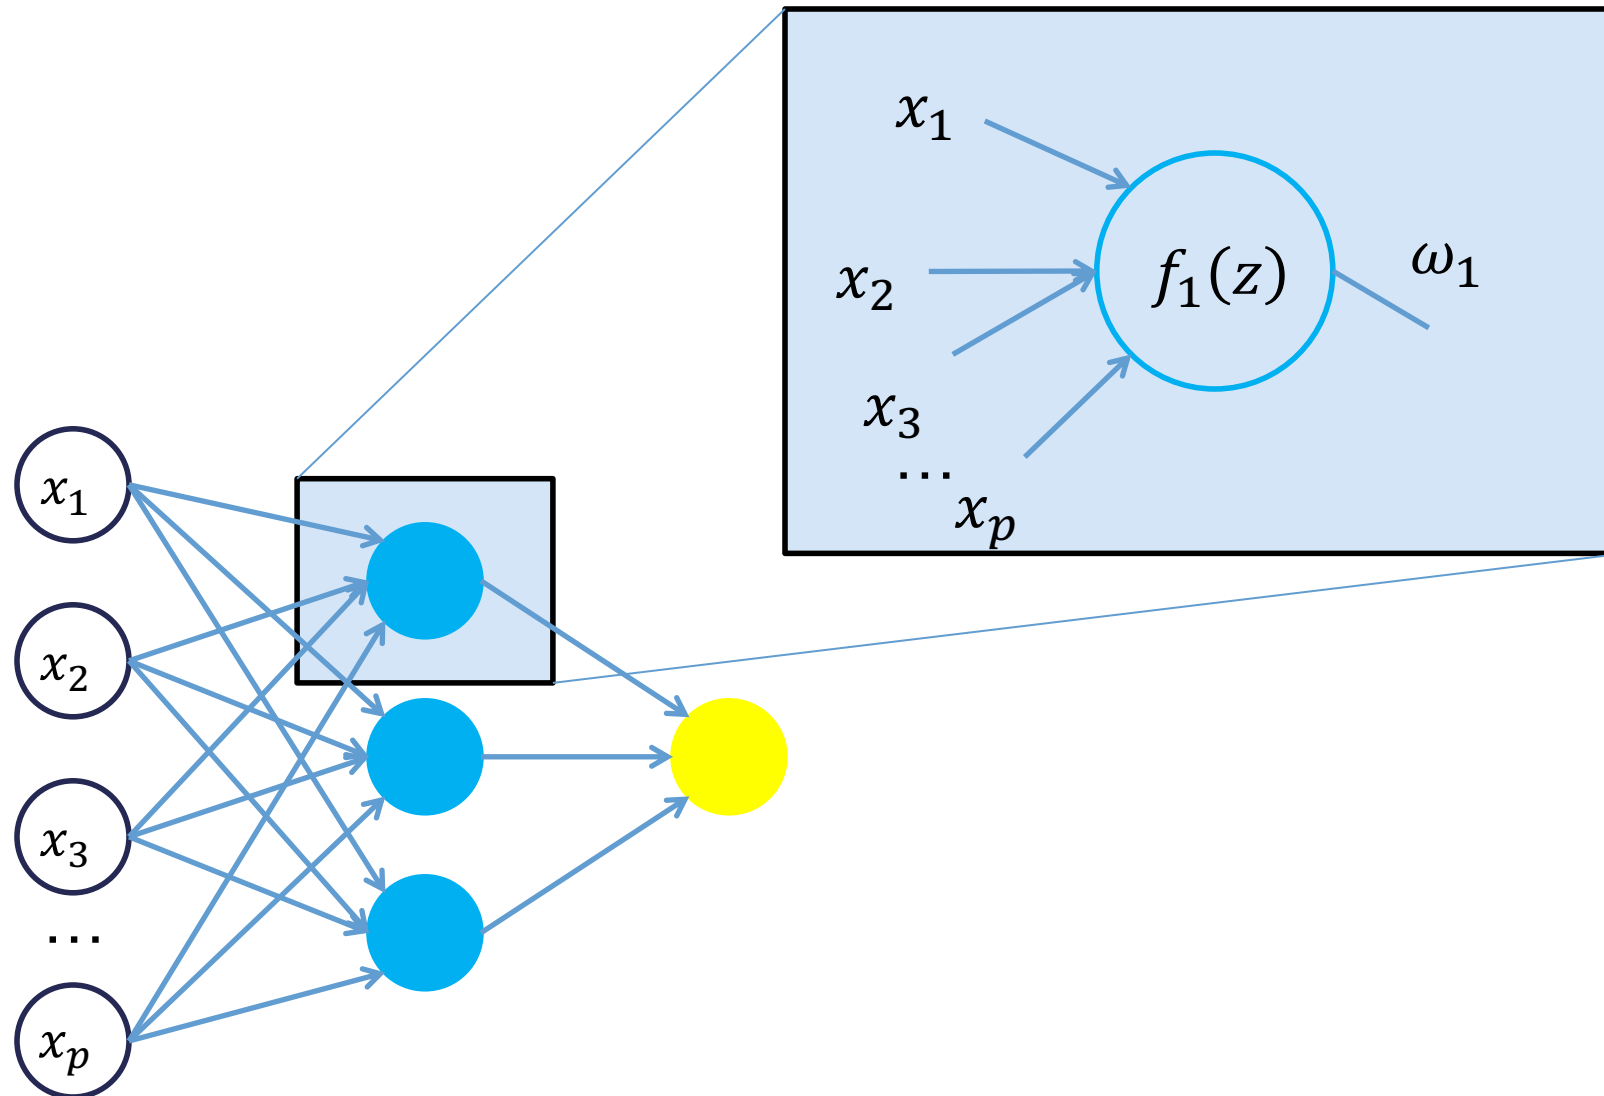 x₁
x₂
f₁(z)
ω₁
x₃
...
xₚ
x₁
x₂
x₃
...
xₚ